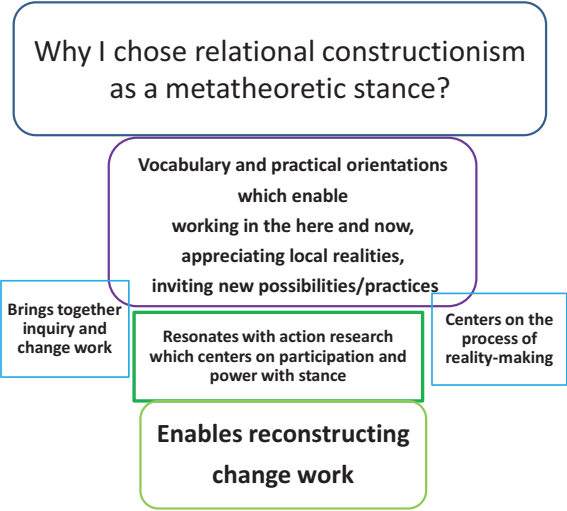 Why I chose relational constructionism
as a metatheoretic stance?
Vocabulary and practical orientations
which enable
working in the here and now,
appreciating local realities,
inviting new possibilities/practices
Brings together
inquiry and
change work
Resonates with action research
which centers on participation and
power with stance
Centers on the
process of
reality-making
Enables reconstructing
change work